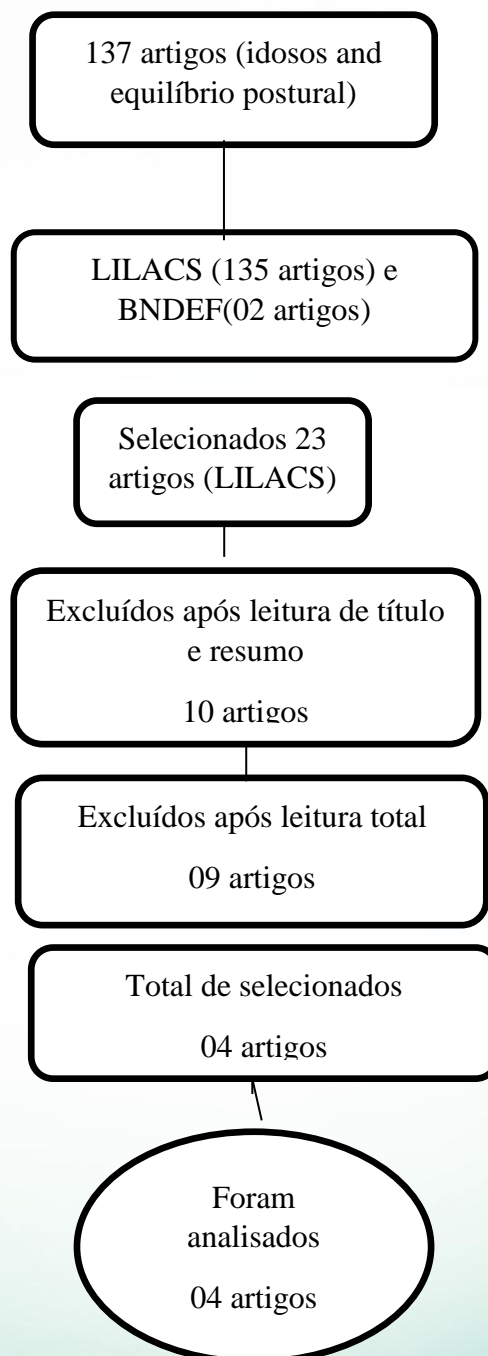 137 artigos (idosos and
equilíbrio postural)
LILACS (135 artigos) e
BNDEF(02 artigos)
Selecionados 23
artigos (LILACS)
Excluídos após leitura de título
e resumo
10 artigos
Excluídos após leitura total
09 artigos
Total de selecionados
04 artigos
Foram
analisados
04 artigos